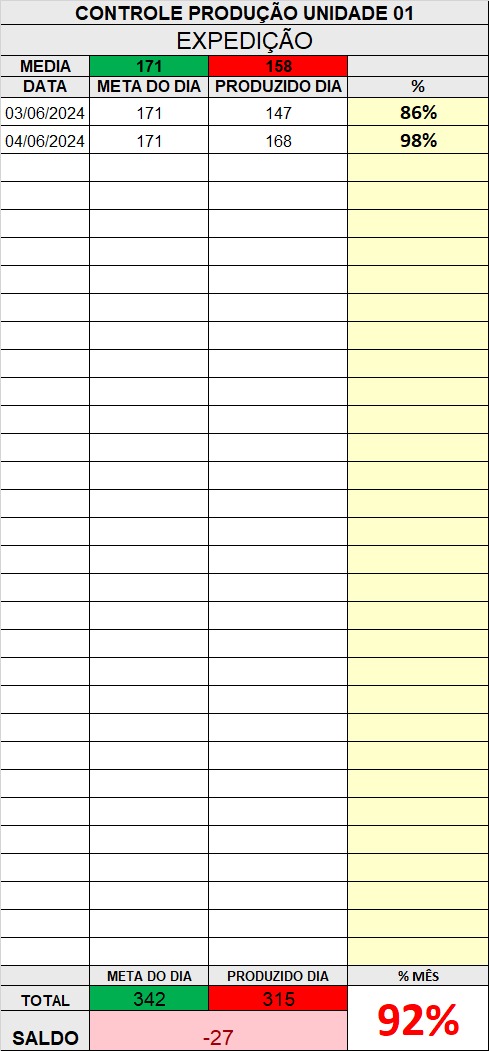 CONTROLE PRODUÇÃO UNIDADE 01
EXPEDIÇÃO
MEDIA 171 158
DATA META DO DIA PRODUZIDO DIA %
03/06/2024 171 147 86%
04/06/2024 171 168 98%
META DO DIA PRODUZIDO DIA % MÊS
TOTAL 342 315 92%
SALDO -27